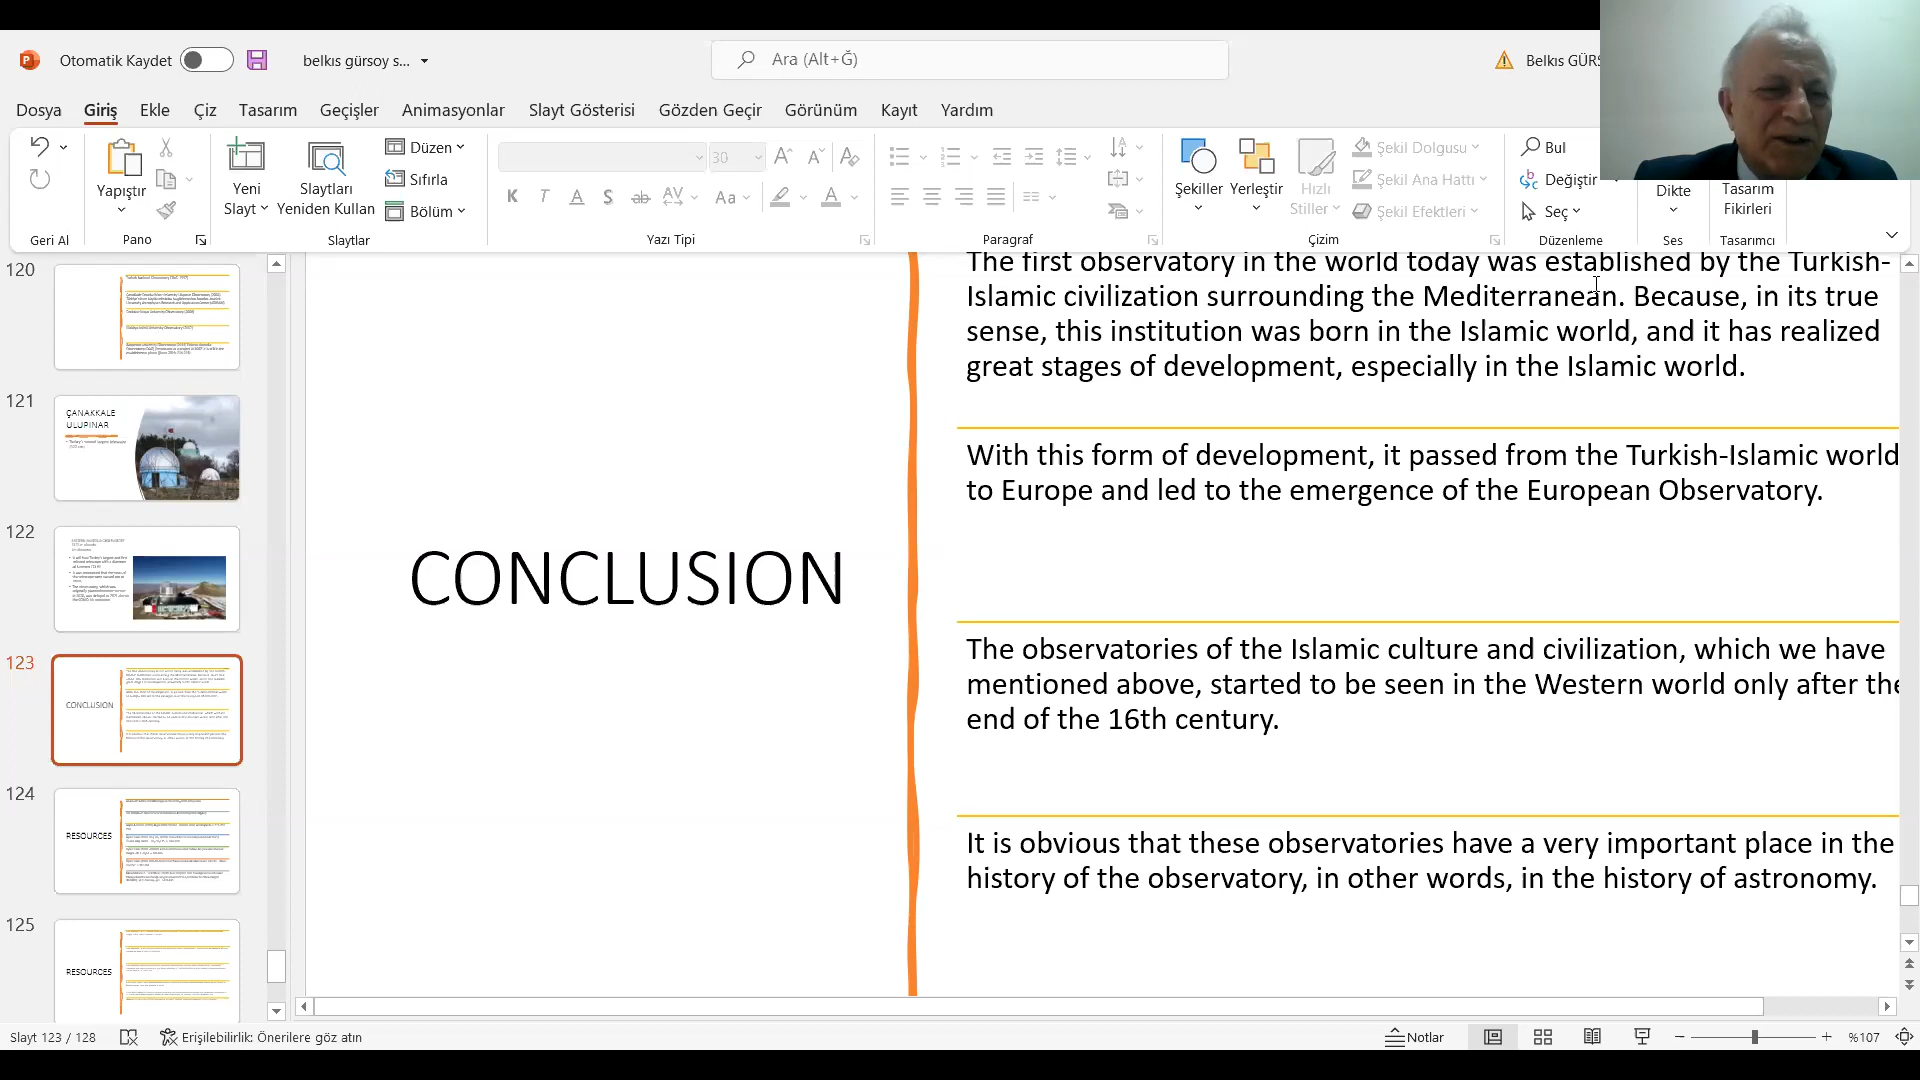 Otomatik Kaydet
belkıs gürsoy s...
Ara (Alt+Ğ)
Belkıs GÜRS
Dosya Giriş Ekle Çiz Tasarım Geçişler Animasyonlar Slayt Gösterisi Gözden Geçir Görünüm Kayıt Yardım
Yapıştır
Yeni Slayt
Slaytları Yeniden Kullan
Düzen
Sıfırla
Bölüm
30
K T A S ab AV Aa A
Şekiller
Yerleştir
Hızlı Stiller
Şekil Dolgusu
Şekil Ana Hattı
Şekil Efektleri
Bul
Değiştir
Seç
Dikte
Tasarım Fikirleri
Geri Al Pano Slaytlar Yazı Tipi Paragraf Çizim Düzenleme Ses Tasarımcı
120
121
ÇANAKKALE
ULUPINAR
122
123
CONCLUSION
124
RESOURCES
125
RESOURCES
CONCLUSION
The first observatory in the world today was established by the Turkish-
Islamic civilization surrounding the Mediterranean. Because, in its true
sense, this institution was born in the Islamic world, and it has realized
great stages of development, especially in the Islamic world.
With this form of development, it passed from the Turkish-Islamic world
to Europe and led to the emergence of the European Observatory.
The observatories of the Islamic culture and civilization, which we have
mentioned above, started to be seen in the Western world only after the
end of the 16th century.
It is obvious that these observatories have a very important place in the
history of the observatory, in other words, in the history of astronomy.
Slayt 123 / 128
Erişilebilirlik: Önerilere göz atın
Notlar
%107